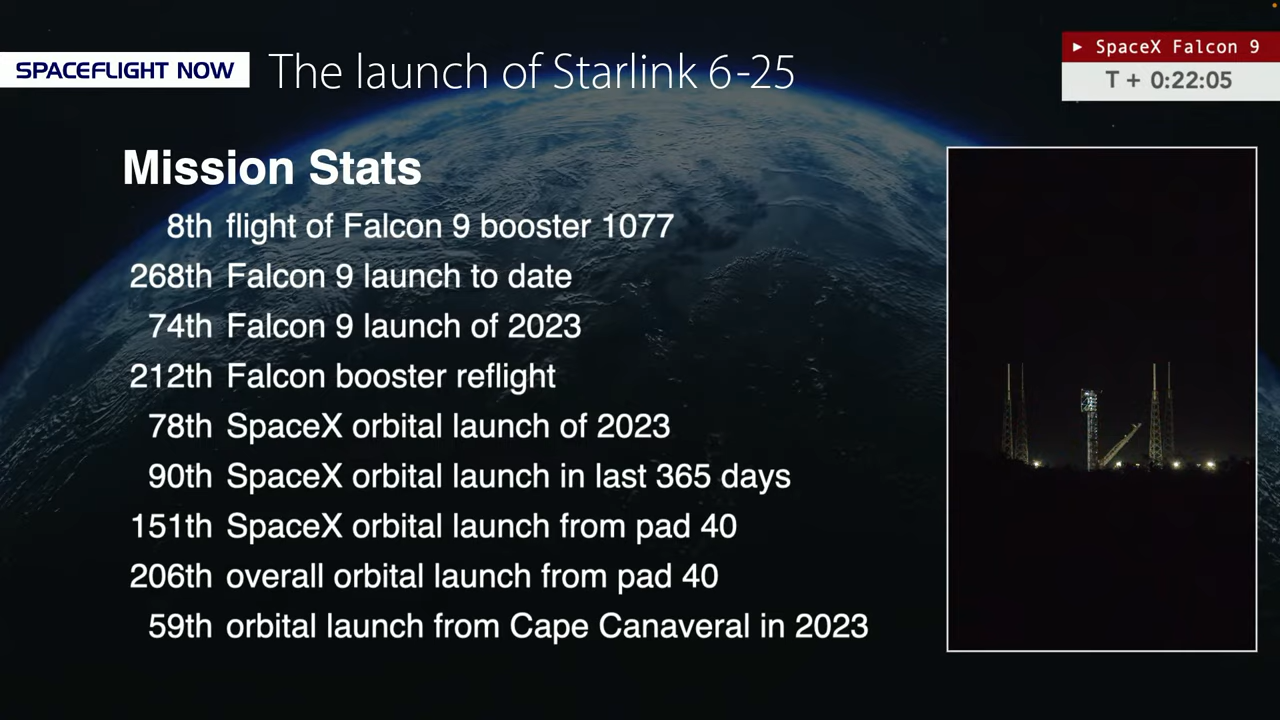 SPACEFLIGHT NOW
The launch of Starlink 6-25
► SpaceX Falcon 9
T + 0:22:05
Mission Stats
8th flight of Falcon 9 booster 1077
268th Falcon 9 launch to date
74th Falcon 9 launch of 2023
212th Falcon booster reflight
78th SpaceX orbital launch of 2023
90th SpaceX orbital launch in last 365 days
151th SpaceX orbital launch from pad 40
206th overall orbital launch from pad 40
59th orbital launch from Cape Canaveral in 2023